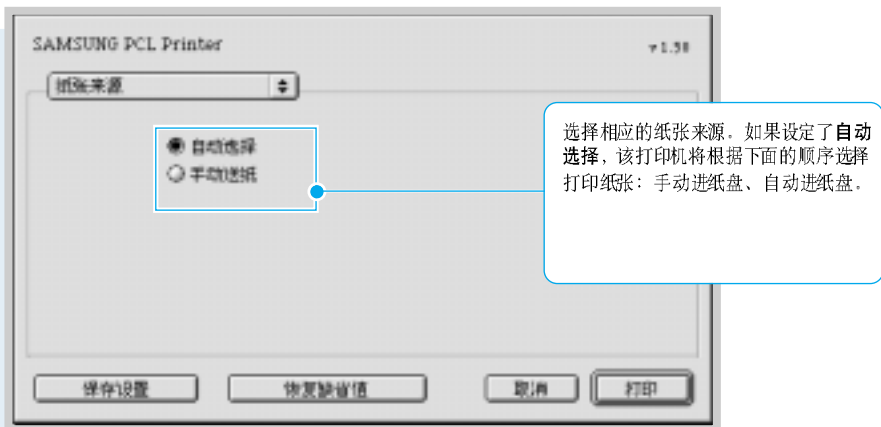 SAMSUNG PCL Printer
v 1.58
纸张来源
自动选择
手动送纸
选择相应的纸张来源。如果设定了自动
选择，该打印机将根据下面的顺序选择
打印纸张：手动进纸盘、自动进纸盘。
保存设置
恢复缺省值
取消
打印